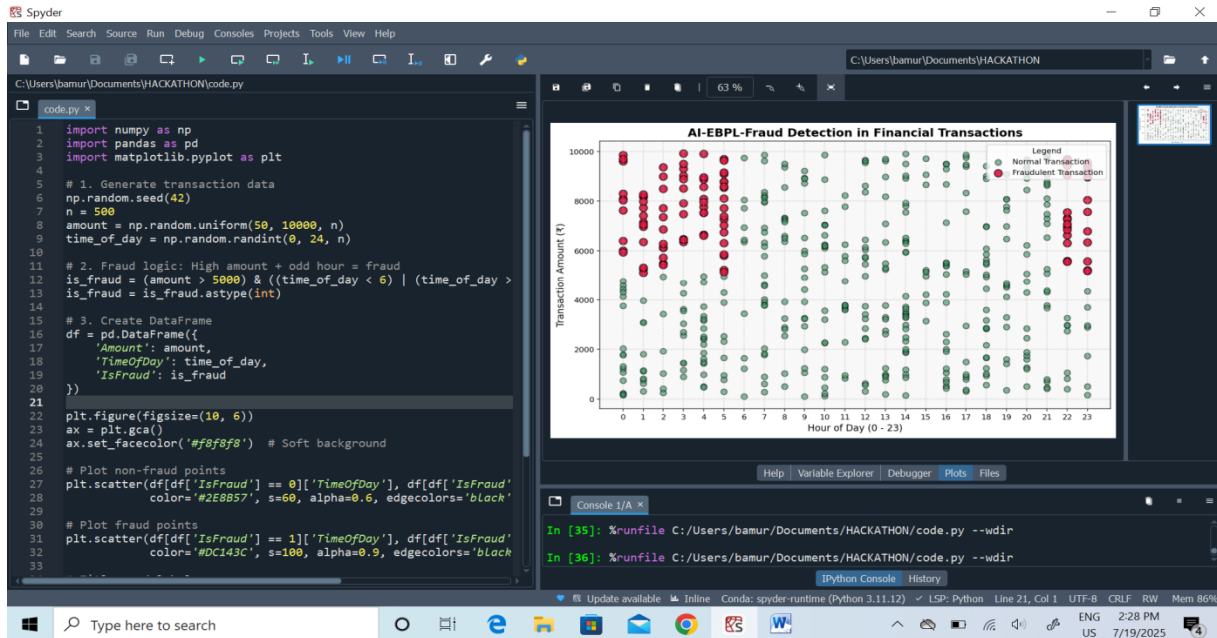 Spyder
File Edit Search Source Run Debug Consoles Projects Tools View Help
C:\Users\bamur\Documents\HACKATHON
C:\Users\bamur\Documents\HACKATHON\code.py
code.py
1 import numpy as np
2 import pandas as pd
3 import matplotlib.pyplot as plt
4
5 # 1. Generate transaction data
6 np.random.seed(42)
7 n = 500
8 amount = np.random.uniform(50, 10000, n)
9 time_of_day = np.random.randint(0, 24, n)
10
11 # 2. Fraud logic: High amount + odd hour = fraud
12 is_fraud = (amount > 5000) & ((time_of_day < 6) | (time_of_day >
13 is_fraud = is_fraud.astype(int)
14
15 # 3. Create DataFrame
16 df = pd.DataFrame({
17 'Amount': amount,
18 'TimeOfDay': time_of_day,
19 'IsFraud': is_fraud
20 })
21
22 plt.figure(figsize=(10, 6))
23 ax = plt.gca()
24 ax.set_facecolor('#f8f8f8') # Soft background
25
26 # Plot non-fraud points
27 plt.scatter(df[df['IsFraud'] == 0]['TimeOfDay'], df[df['IsFraud'
28 color='#2E8B57', s=60, alpha=0.6, edgecolors='black'
29
30 # Plot fraud points
31 plt.scatter(df[df['IsFraud'] == 1]['TimeOfDay'], df[df['IsFraud'
32 color='#DC143C', s=100, alpha=0.9, edgecolors='black
33
63 %
AI-EBPL-Fraud Detection in Financial Transactions
Legend
Normal Transaction
Fraudulent Transaction
Transaction Amount (₹)
10000
8000
6000
4000
2000
0
0 1 2 3 4 5 6 7 8 9 10 11 12 13 14 15 16 17 18 19 20 21 22 23
Hour of Day (0 - 23)
Help Variable Explorer Debugger Plots Files
Console 1/A
In [35]: %runfile C:/Users/bamur/Documents/HACKATHON/code.py --wdir
In [36]: %runfile C:/Users/bamur/Documents/HACKATHON/code.py --wdir
IPython Console History
Update available Inline Conda: spyder-runtime (Python 3.11.12) LSP: Python Line 21, Col 1 UTF-8 CRLF RW Mem 86%
Type here to search
ENG
US
2:28 PM
7/19/2025
4